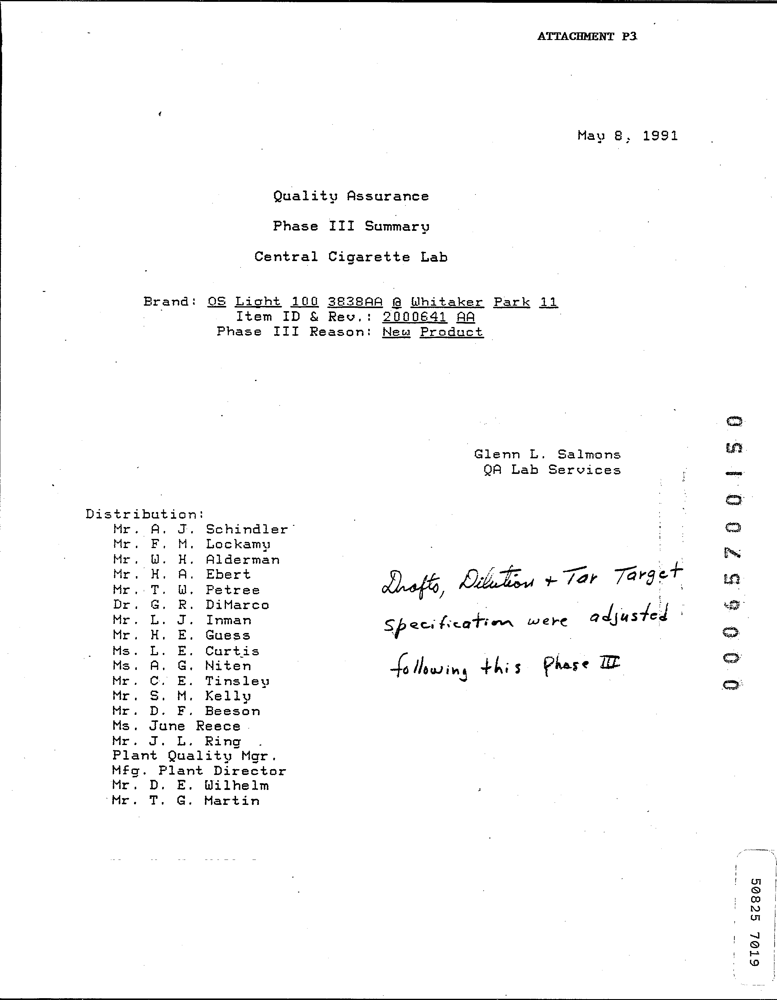 ATTACHMENT P3
May 8, 1991
Quality Assurance
Phase III Summary
Central Cigarette Lab
Brand: OS Light 100 3838AA @ Whitaker Park 11
Item ID & Rev.: 2000641 AA
Phase III Reason: New Product
Glenn L. Salmons
QA Lab Services
Distribution:
Mr. A. J. Schindler
Mr. F. M. Lockamy
Mr. W. H. Alderman
Mr. H. A. Ebert
Mr. T. W. Petree
Dr. G. R. DiMarco
Mr. L. J. Inman
Mr. H. E. Guess
Ms. L. E. Curtis
Ms. A. G. Niten
Mr. C. E. Tinsley
Mr. S. M. Kelly
Mr. D. F. Beeson
Ms. June Reece
Mr. J. L. Ring
Plant Quality Mgr.
Mfg. Plant Director
Mr. D. E. Wilhelm
Mr. T. G. Martin
Drafts, Dilution + Tar Target
specification were adjusted
following this Phase III
50825 7019